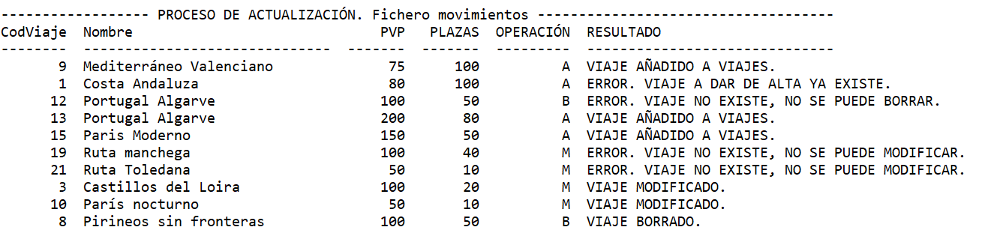 ------------------ PROCESO DE ACTUALIZACIÓN. Fichero movimientos ------------------------------------
CodViaje  Nombre                              PVP   PLAZAS  OPERACIÓN  RESULTADO
--------  ------------------------------  -------  -------  ---------  ------------------------------
       9  Mediterráneo Valenciano              75      100          A  VIAJE AÑADIDO A VIAJES.
       1  Costa Andaluza                       80      100          A  ERROR. VIAJE A DAR DE ALTA YA EXISTE.
      12  Portugal Algarve                    100       50          B  ERROR. VIAJE NO EXISTE, NO SE PUEDE BORRAR.
      13  Portugal Algarve                    200       80          A  VIAJE AÑADIDO A VIAJES.
      15  Paris Moderno                       150       50          A  VIAJE AÑADIDO A VIAJES.
      19  Ruta manchega                       100       40          M  ERROR. VIAJE NO EXISTE, NO SE PUEDE MODIFICAR.
      21  Ruta Toledana                        50       10          M  ERROR. VIAJE NO EXISTE, NO SE PUEDE MODIFICAR.
       3  Castillos del Loira                 100       20          M  VIAJE MODIFICADO.
      10  París nocturno                       50       10          M  VIAJE MODIFICADO.
       8  Pirineos sin fronteras              100       50          B  VIAJE BORRADO.